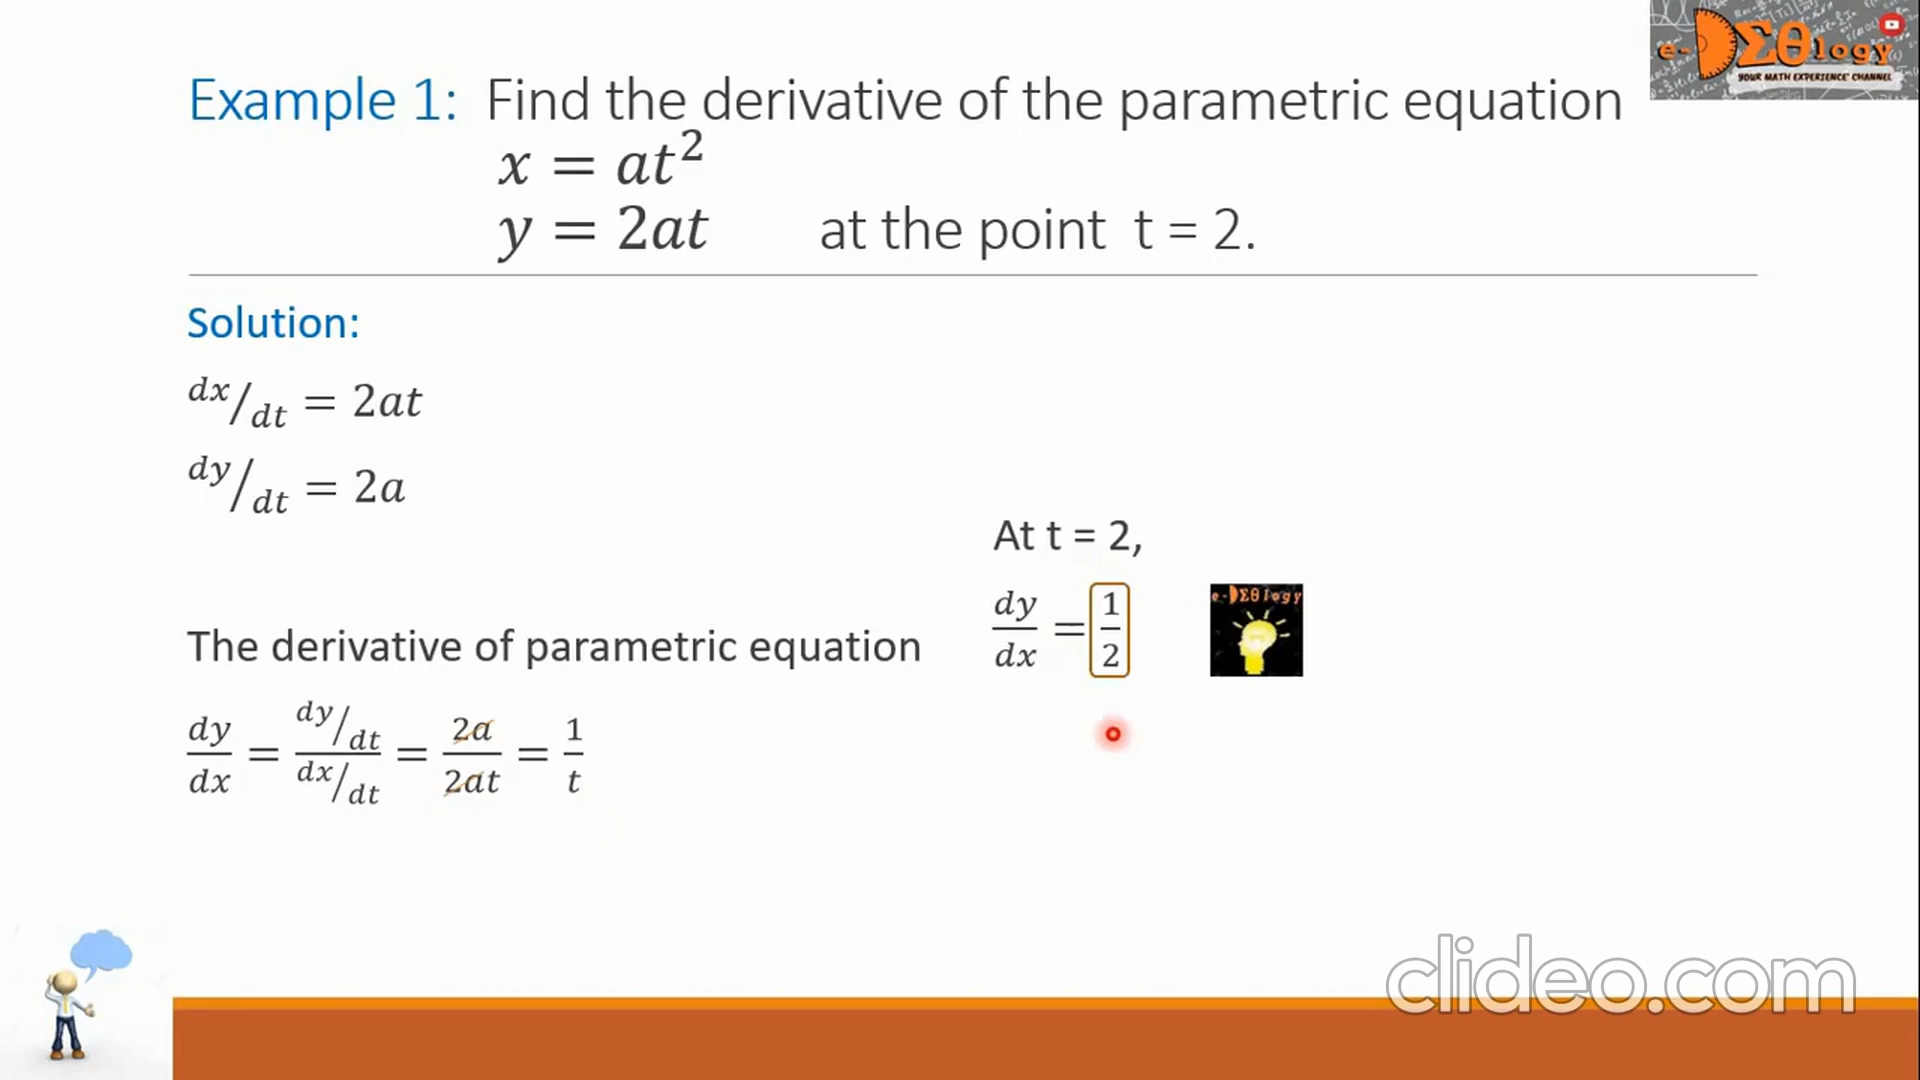 e-DΣθlogy
YOUR MATH EXPERIENCE CHANNEL
Example 1: Find the derivative of the parametric equation
x = at²
y = 2at at the point t = 2.
Solution:
dx/dt = 2at
dy/dt = 2a
The derivative of parametric equation
dy/dx = (dy/dt)/(dx/dt) = 2a/2at = 1/t
At t = 2,
dy/dx = 1/2
e-DΣθlogy
clideo.com